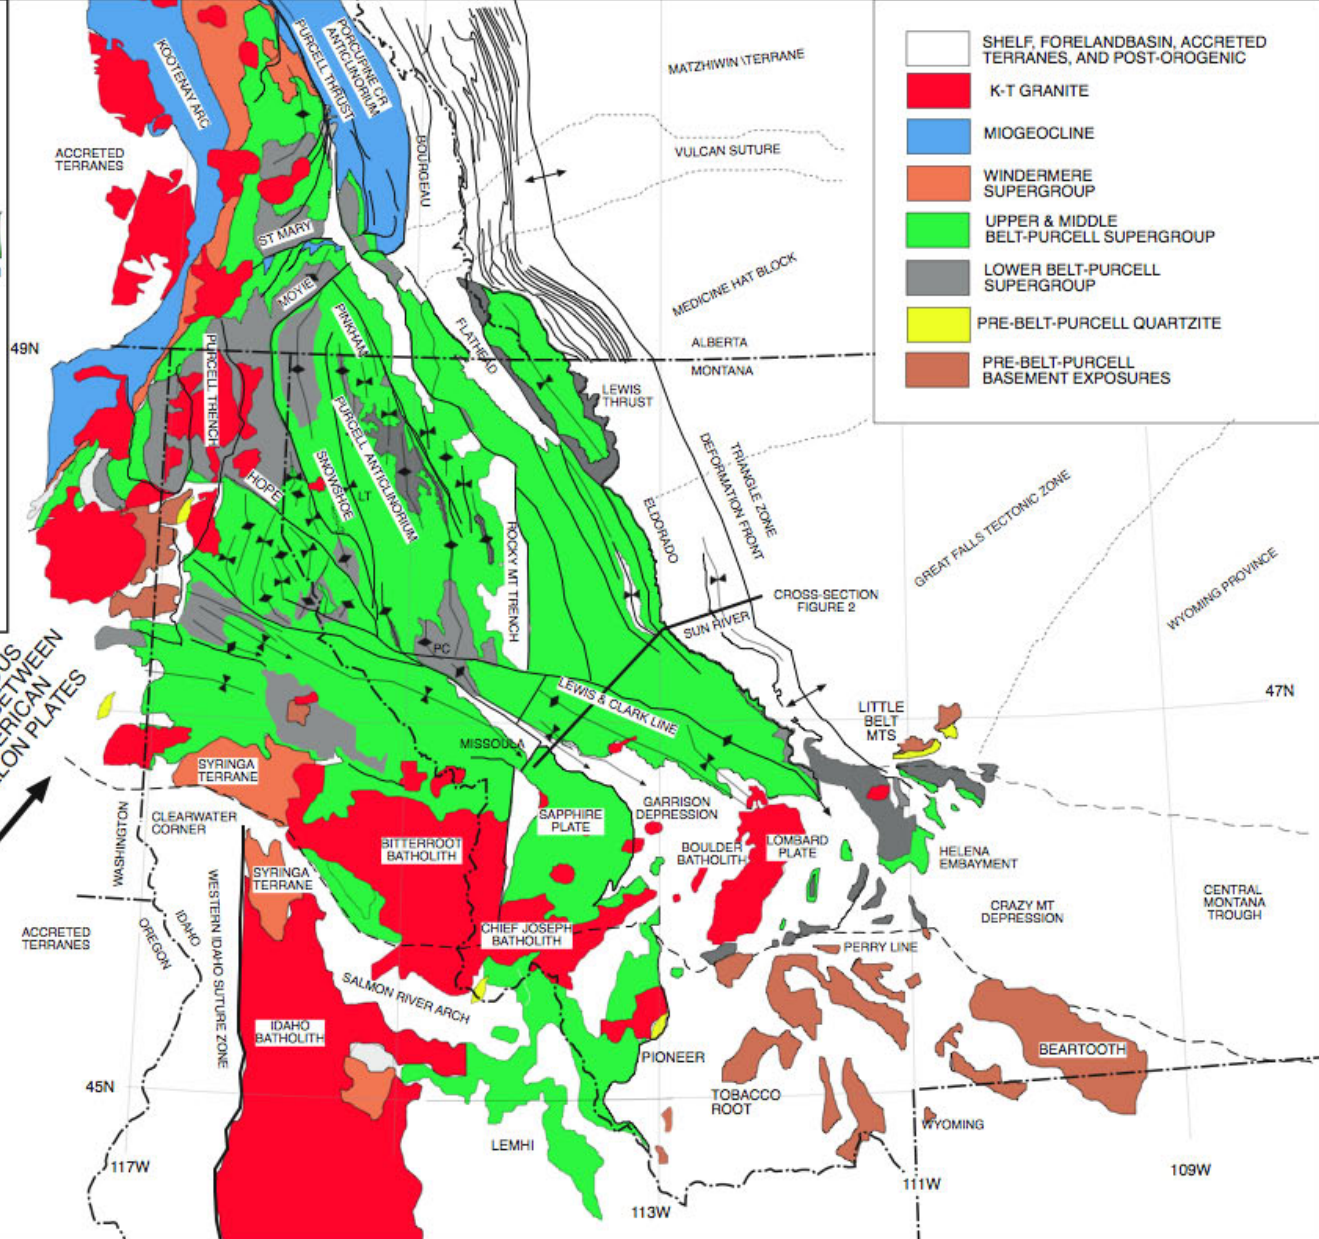 SHELF, FORELANDBASIN, ACCRETED
TERRANES, AND POST-OROGENIC
K-T GRANITE
MIOGEOCLINE
WINDERMERE
SUPERGROUP
UPPER & MIDDLE
BELT-PURCELL SUPERGROUP
LOWER BELT-PURCELL
SUPERGROUP
PRE-BELT-PURCELL QUARTZITE
PRE-BELT-PURCELL
BASEMENT EXPOSURES
KOOTENAY ARC
PURCELL THRUST
PORCUPINE CR
ANTICLINORIUM
MATZHIWIN \TERRANE
ACCRETED
TERRANES
BOURGEAU
VULCAN SUTURE
ST MARY
MOYIE
MEDICINE HAT BLOCK
PINKHAM
FLATHEAD
49N
ALBERTA
MONTANA
PURCELL TRENCH
LEWIS
THRUST
PURCELL ANTICLINORIUM
TRIANGLE ZONE
DEFORMATION FRONT
HOPE
SNOWSHOE
LT
ELDORADO
ROCKY MT TRENCH
GREAT FALLS TECTONIC ZONE
WYOMING PROVINCE
CROSS-SECTION
FIGURE 2
SUN RIVER
PC
OUS
BETWEEN
ERICAN
LON PLATES
LEWIS & CLARK LINE
47N
LITTLE
BELT
MTS
MISSOULA
SYRINGA
TERRANE
WASHINGTON
CLEARWATER
CORNER
SAPPHIRE
PLATE
GARRISON
DEPRESSION
BITTERROOT
BATHOLITH
BOULDER
BATHOLITH
LOMBARD
PLATE
HELENA
EMBAYMENT
SYRINGA
TERRANE
CENTRAL
MONTANA
TROUGH
CRAZY MT
DEPRESSION
ACCRETED
TERRANES
OREGON
IDAHO
WESTERN IDAHO SUTURE ZONE
CHIEF JOSEPH
BATHOLITH
PERRY LINE
SALMON RIVER ARCH
IDAHO
BATHOLITH
BEARTOOTH
PIONEER
45N
TOBACCO
ROOT
WYOMING
LEMHI
117W
109W
111W
113W